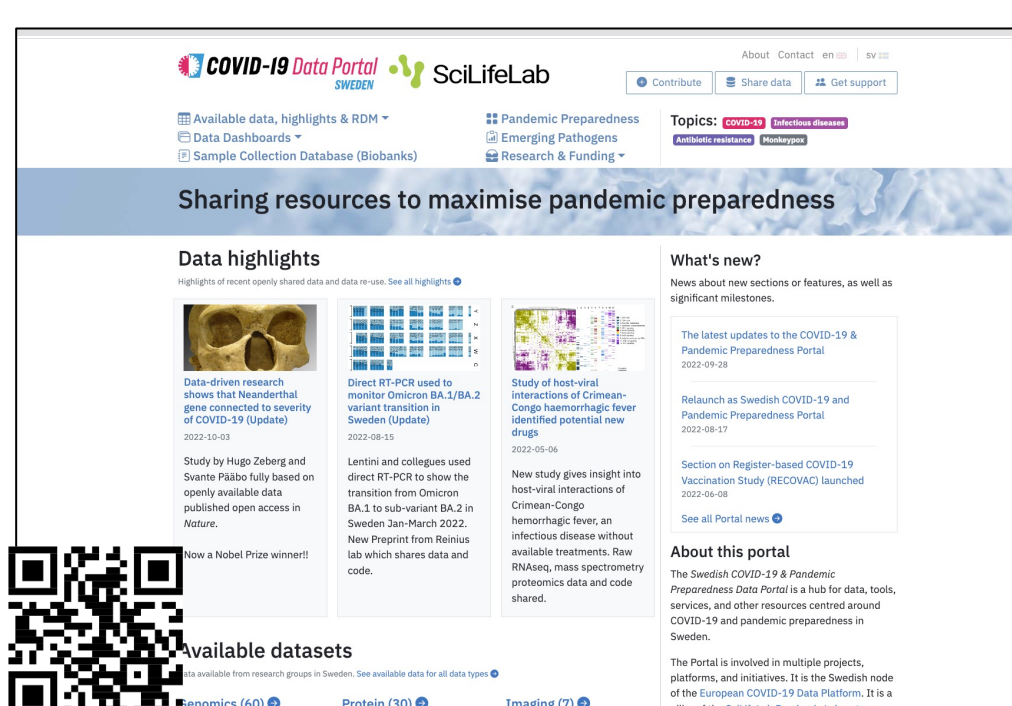 COVID-19 Data Portal
SWEDEN
SciLifeLab
About Contact en sv
Contribute Share data Get support
Available data, highlights & RDM
Data Dashboards
Sample Collection Database (Biobanks)
Pandemic Preparedness
Emerging Pathogens
Research & Funding
Topics: COVID-19 Infectious diseases
Antibiotic resistance Monkeypox
Sharing resources to maximise pandemic preparedness
Data highlights
Highlights of recent openly shared data and data re-use. See all highlights
Data-driven research
shows that Neanderthal
gene connected to severity
of COVID-19 (Update)
2022-10-03
Study by Hugo Zeberg and
Svante Pääbo fully based on
openly available data
published open access in
Nature.
Now a Nobel Prize winner!!
Direct RT-PCR used to
monitor Omicron BA.1/BA.2
variant transition in
Sweden (Update)
2022-08-15
Lentini and collegues used
direct RT-PCR to show the
transition from Omicron
BA.1 to sub-variant BA.2 in
Sweden Jan-March 2022.
New Preprint from Reinius
lab which shares data and
code.
Study of host-viral
interactions of Crimean-
Congo haemorrhagic fever
identified potential new
drugs
2022-05-06
New study gives insight into
host-viral interactions of
Crimean-Congo
hemorrhagic fever, an
infectious disease without
available treatments. Raw
RNAseq, mass spectrometry
proteomics data and code
shared.
Available datasets
ata available from research groups in Sweden. See available data for all data types
Genomics (60)
Protein (30)
Imaging (7)
What's new?
News about new sections or features, as well as
significant milestones.
The latest updates to the COVID-19 &
Pandemic Preparedness Portal
2022-09-28
Relaunch as Swedish COVID-19 and
Pandemic Preparedness Portal
2022-08-17
Section on Register-based COVID-19
Vaccination Study (RECOVAC) launched
2022-06-08
See all Portal news
About this portal
The Swedish COVID-19 & Pandemic
Preparedness Data Portal is a hub for data, tools,
services, and other resources centred around
COVID-19 and pandemic preparedness in
Sweden.
The Portal is involved in multiple projects,
platforms, and initiatives. It is the Swedish node
of the European COVID-19 Data Platform. It is a